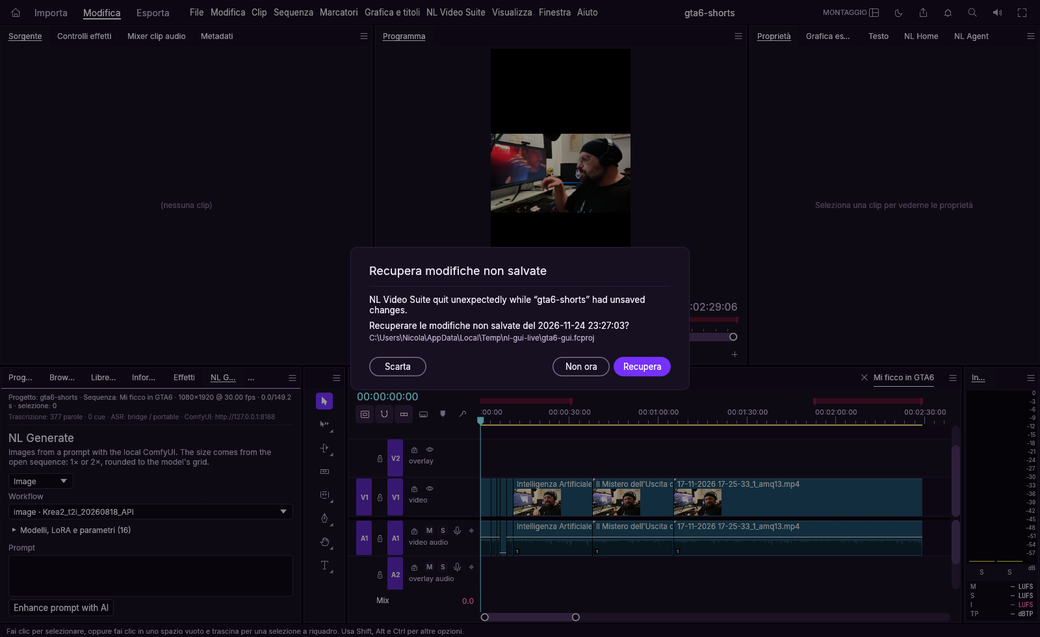 Importa Modifica Esporta File Modifica Clip Sequenza Marcatori Grafica e titoli NL Video Suite Visualizza Finestra Aiuto gta6-shorts MONTAGGIO
Sorgente Controlli effetti Mixer clip audio Metadati
Programma
Proprietà Grafica es... Testo NL Home NL Agent
(nessuna clip)
Seleziona una clip per vederne le proprietà
Recupera modifiche non salvate
NL Video Suite quit unexpectedly while “gta6-shorts” had unsaved
changes.
Recuperare le modifiche non salvate del 2026-11-24 23:27:03?
C:\Users\Nicola\AppData\Local\Temp\nl-gui-live\gta6-gui.fcproj
Scarta Non ora Recupera
:02:29:06
Prog... Brow... Libre... Infor... Effetti NL G... ...
Progetto: gta6-shorts · Sequenza: Mi ficco in GTA6 · 1080×1920 @ 30.00 fps · 0.0/149.2
s · selezione: 0
Trascrizione: 377 parole · 0 cue · ASR: bridge / portable · ComfyUI: http://127.0.0.1:8188
NL Generate
Images from a prompt with the local ComfyUI. The size comes from the
open sequence: 1× or 2×, rounded to the model's grid.
Image
Workflow
image · Krea2_t2i_20260818_API
Modelli, LoRA e parametri (16)
Prompt
Enhance prompt with AI
Mi ficco in GTA6
00:00:00:00
:00:00 00:00:30:00 00:01:00:00 00:01:30:00 00:02:00:00 00:02:30:00
V2 overlay
V1 V1 video
Intelligenza Artificiale Il Mistero dell'Uscita d 17-11-2026 17-25-33_1_amq13.mp4
A1 A1 M S video audio
Intelligenza Artificiale Il Mistero dell'Uscita d 17-11-2026 17-25-33_1_amq13.mp4
1 1 1
A2 M S overlay audio
Mix 0.0
In...
0
-3
-6
-9
-12
-15
-18
-21
-24
-27
-30
-33
-36
-39
-42
-45
-48
-51
-54
-57
dB
S S
M – LUFS
S – LUFS
I – LUFS
TP – dBTP
Fai clic per selezionare, oppure fai clic in uno spazio vuoto e trascina per una selezione a riquadro. Usa Shift, Alt e Ctrl per altre opzioni.